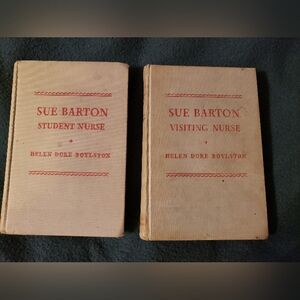 SUE BARTON
STUDENT NURSE
HELEN DORE BOYLSTON
SUE BARTON
VISITING NURSE
HELEN DORE BOYLSTON